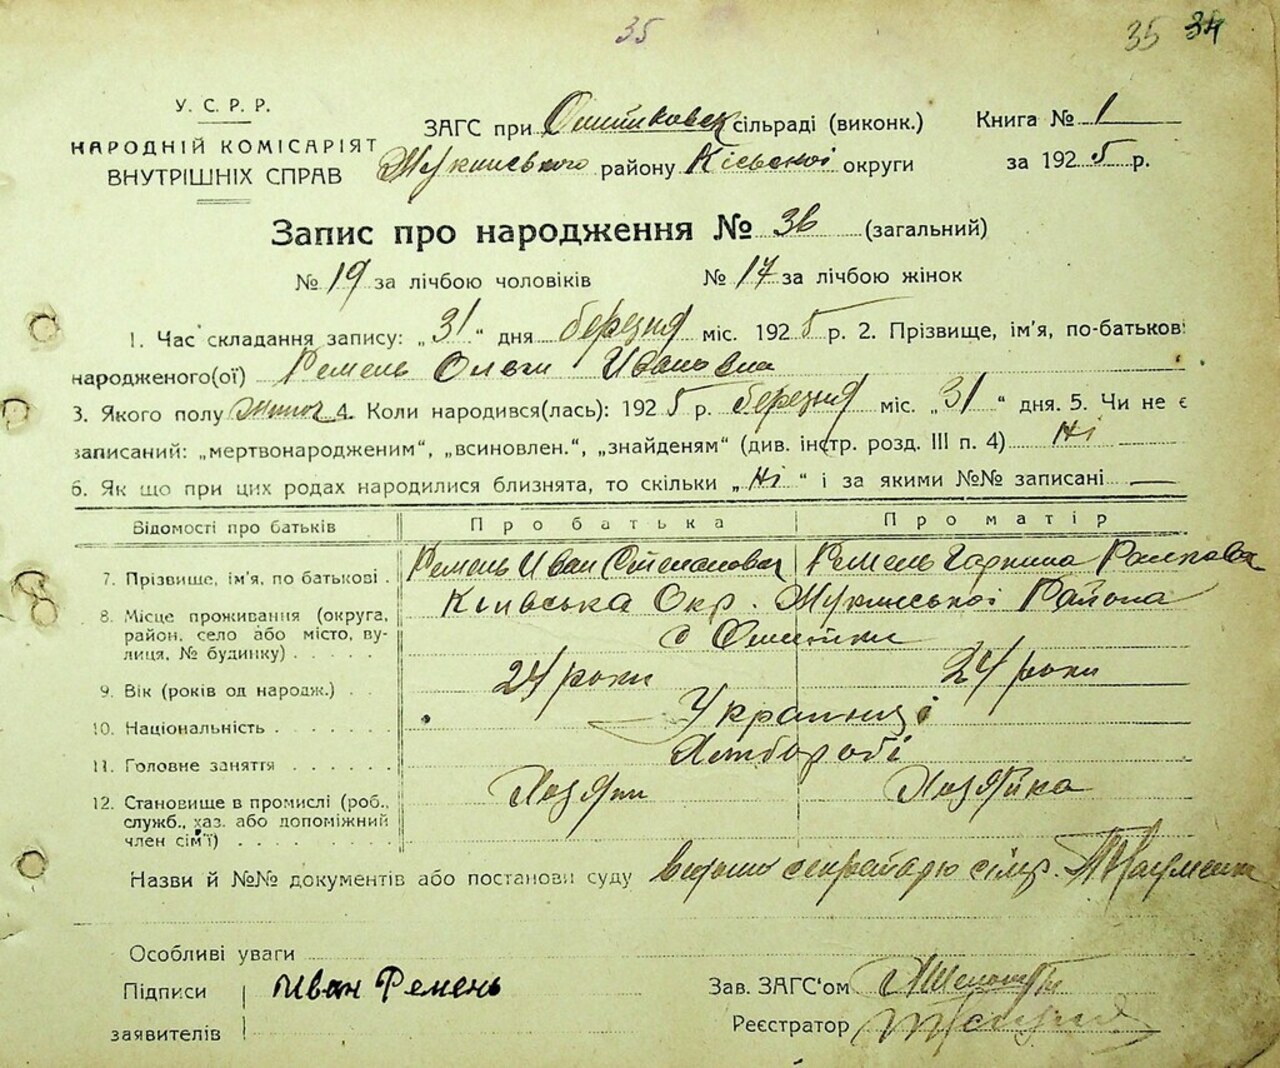 35
35 34
У. С. Р. Р.
НАРОДНІЙ КОМІСАРІЯТ
ВНУТРІШНІХ СПРАВ
ЗАГС при Ошитковск сільраді (виконк.)
району Кієвскої округи
Книга № 1
за 1925 р.
Запис про народження № 36 (загальний)
№ 19 за лічбою чоловіків № 17 за лічбою жінок
1. Час складання запису: „31“ дня березня міс. 1925 р. 2. Прізвище, ім'я, по-батькові
народженого(ої) Ремень Ольги Ивановна
3. Якого полу 4. Коли народився(лась): 1925 р. березня міс. „31“ дня. 5. Чи не є
записаний: „мертвонародженим“, „всиновлен.“, „знайденям“ (див. інстр. розд. III п. 4) Ні
6. Як що при цих родах народилися близнята, то скільки „Ні“ і за якими №№ записані —
Відомості про батьків Про батька Про матір
7. Прізвище, ім'я, по батькові . Ремень Иван Степанович Ремень
8. Місце проживання (округа, район, село або місто, вулиця, № будинку) . . . . . Київська Окр. Района
с Ошитки
9. Вік (років од народж.) . . 24 роки 24 роки
10. Національність . . . . . . . Українці
11. Головне заняття . . . . . . Хлібороби
12. Становище в промислі (роб., служб., хаз. або допоміжний член сім'ї) . . . . . . . . Хозяїн Хозяйка
Назви й №№ документів або постанови суду секретарю Науменка
Особливі уваги
Підписи заявителів Иван Ремень
Зав. ЗАГС'ом
Реєстратор